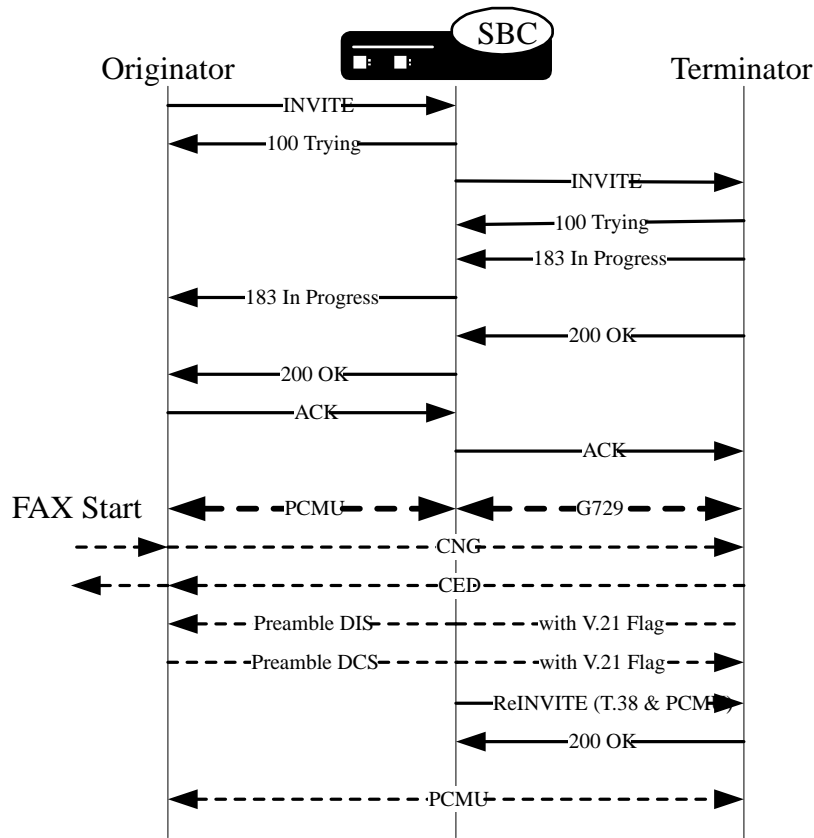 SBC
Originator
Terminator
INVITE
100 Trying
INVITE
100 Trying
183 In Progress
183 In Progress
200 OK
200 OK
ACK
ACK
FAX Start
PCMU
G729
CNG
CED
Preamble DIS
with V.21 Flag
Preamble DCS
with V.21 Flag
ReINVITE (T.38 & PCMU)
200 OK
PCMU